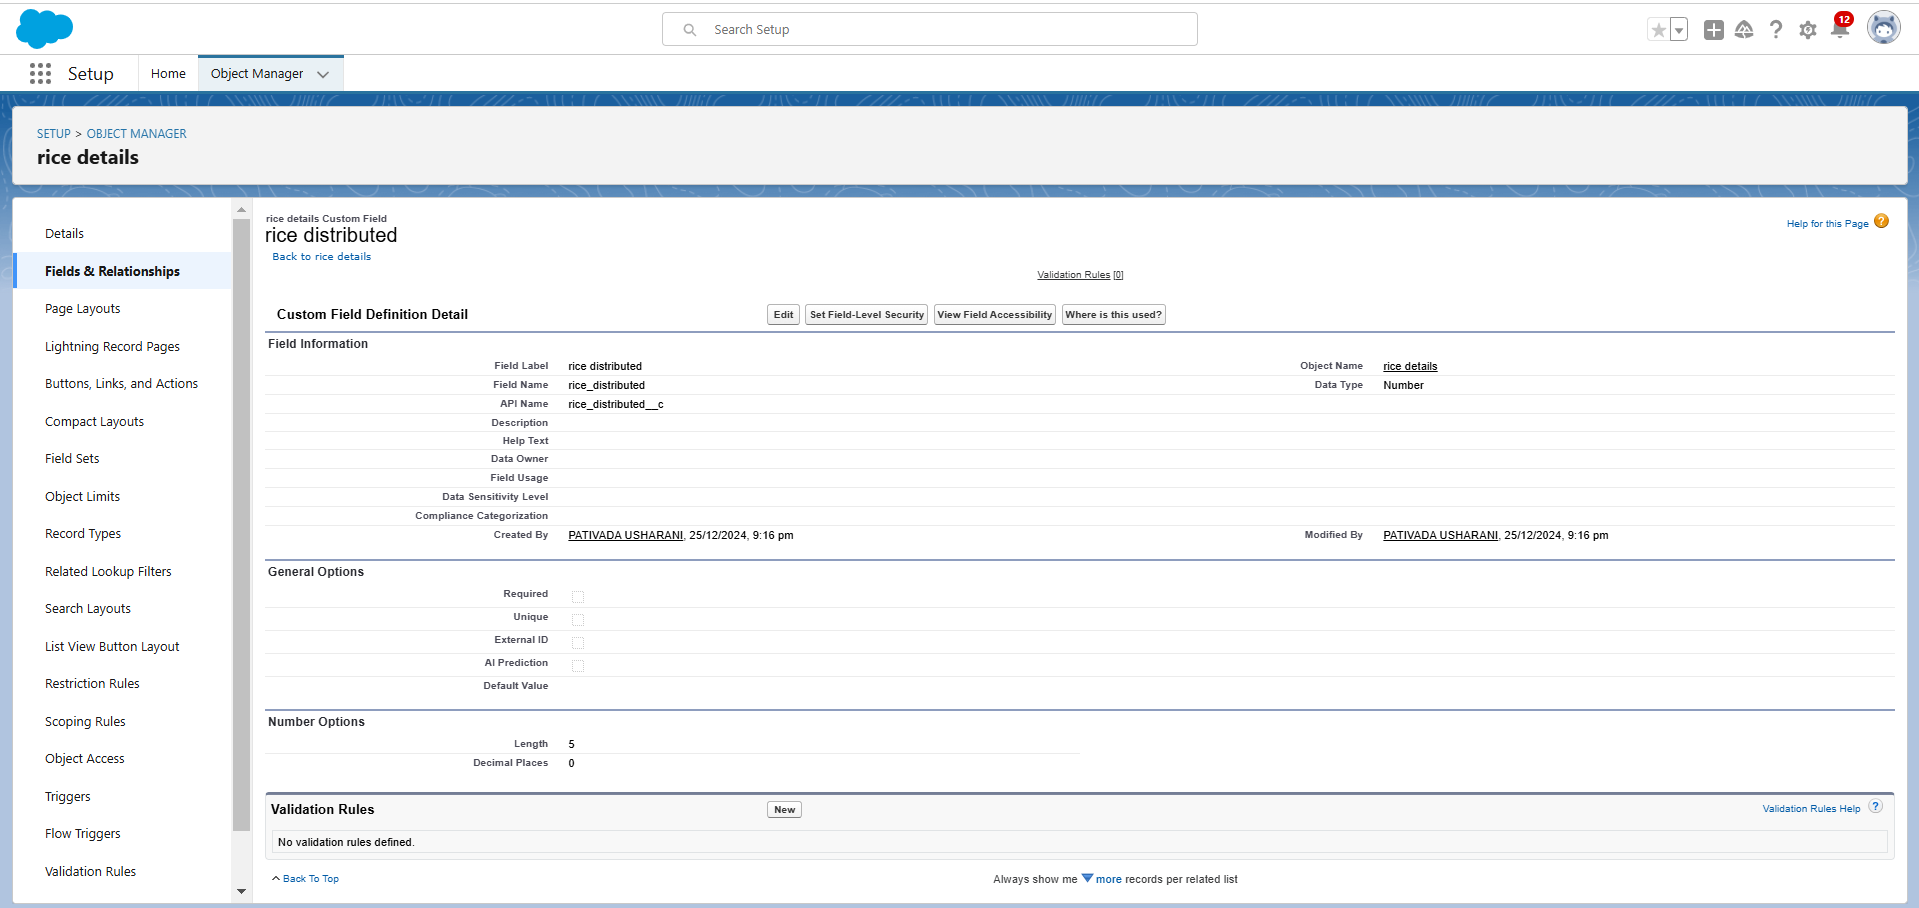 Search Setup
12
Setup
Home
Object Manager
SETUP > OBJECT MANAGER
rice details
Details
Fields & Relationships
Page Layouts
Lightning Record Pages
Buttons, Links, and Actions
Compact Layouts
Field Sets
Object Limits
Record Types
Related Lookup Filters
Search Layouts
List View Button Layout
Restriction Rules
Scoping Rules
Object Access
Triggers
Flow Triggers
Validation Rules
rice details Custom Field
rice distributed
Back to rice details
Help for this Page ?
Validation Rules [0]
Custom Field Definition Detail
Edit
Set Field-Level Security
View Field Accessibility
Where is this used?
Field Information
Field Label rice distributed
Object Name rice details
Field Name rice_distributed
Data Type Number
API Name rice_distributed__c
Description
Help Text
Data Owner
Field Usage
Data Sensitivity Level
Compliance Categorization
Created By PATIVADA USHARANI, 25/12/2024, 9:16 pm
Modified By PATIVADA USHARANI, 25/12/2024, 9:16 pm
General Options
Required
Unique
External ID
AI Prediction
Default Value
Number Options
Length 5
Decimal Places 0
Validation Rules
New
Validation Rules Help ?
No validation rules defined.
Back To Top
Always show me more records per related list